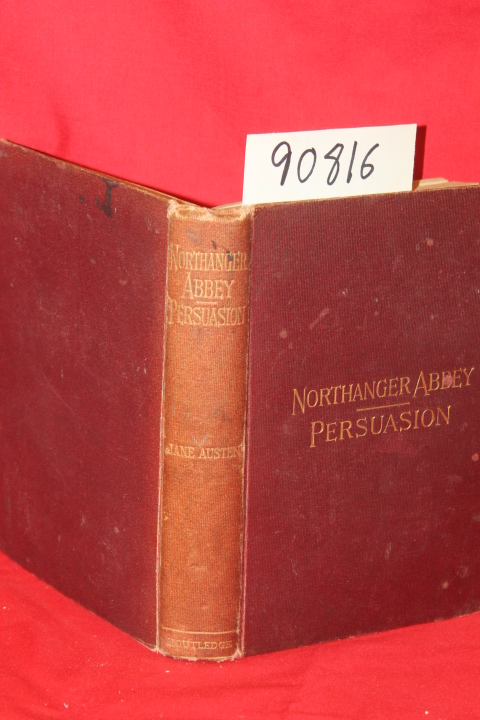 90816
NORTHANGER
ABBEY
PERSUASION
JANE AUSTEN
ROUTLEDGE
NORTHANGER ABBEY
PERSUASION